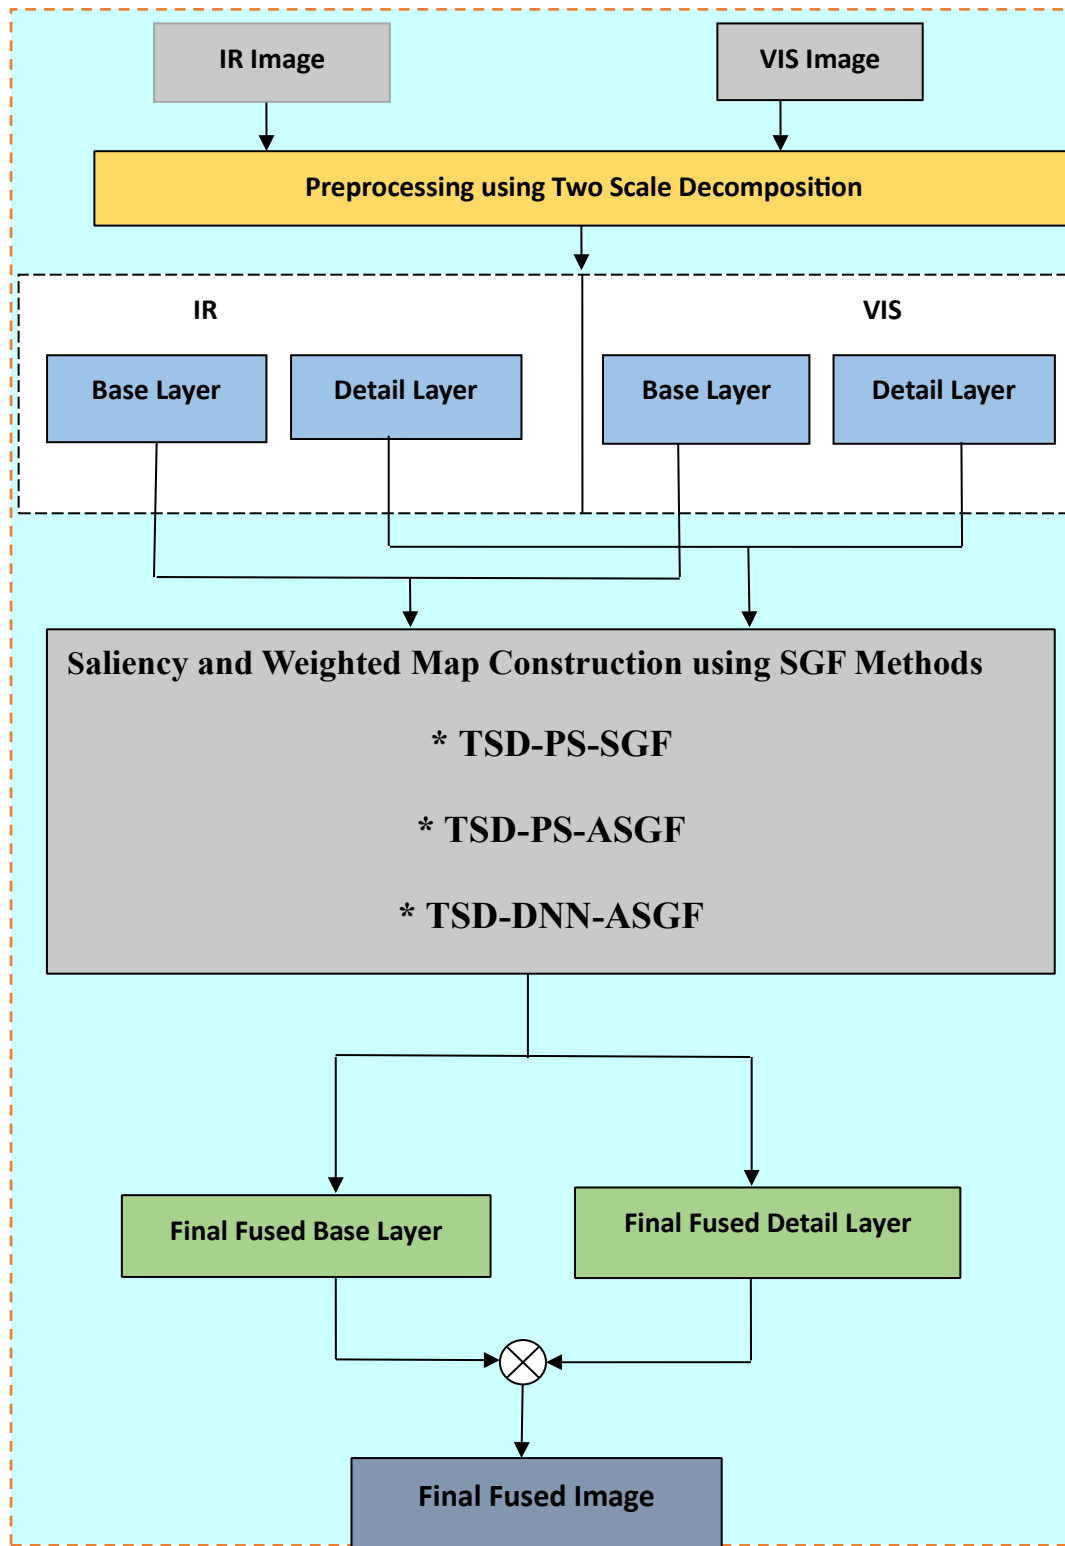 IR Image
VIS Image
Preprocessing using Two Scale Decomposition
IR
VIS
Base Layer
Detail Layer
Base Layer
Detail Layer
Saliency and Weighted Map Construction using SGF Methods
* TSD-PS-SGF
* TSD-PS-ASGF
* TSD-DNN-ASGF
Final Fused Base Layer
Final Fused Detail Layer
Final Fused Image